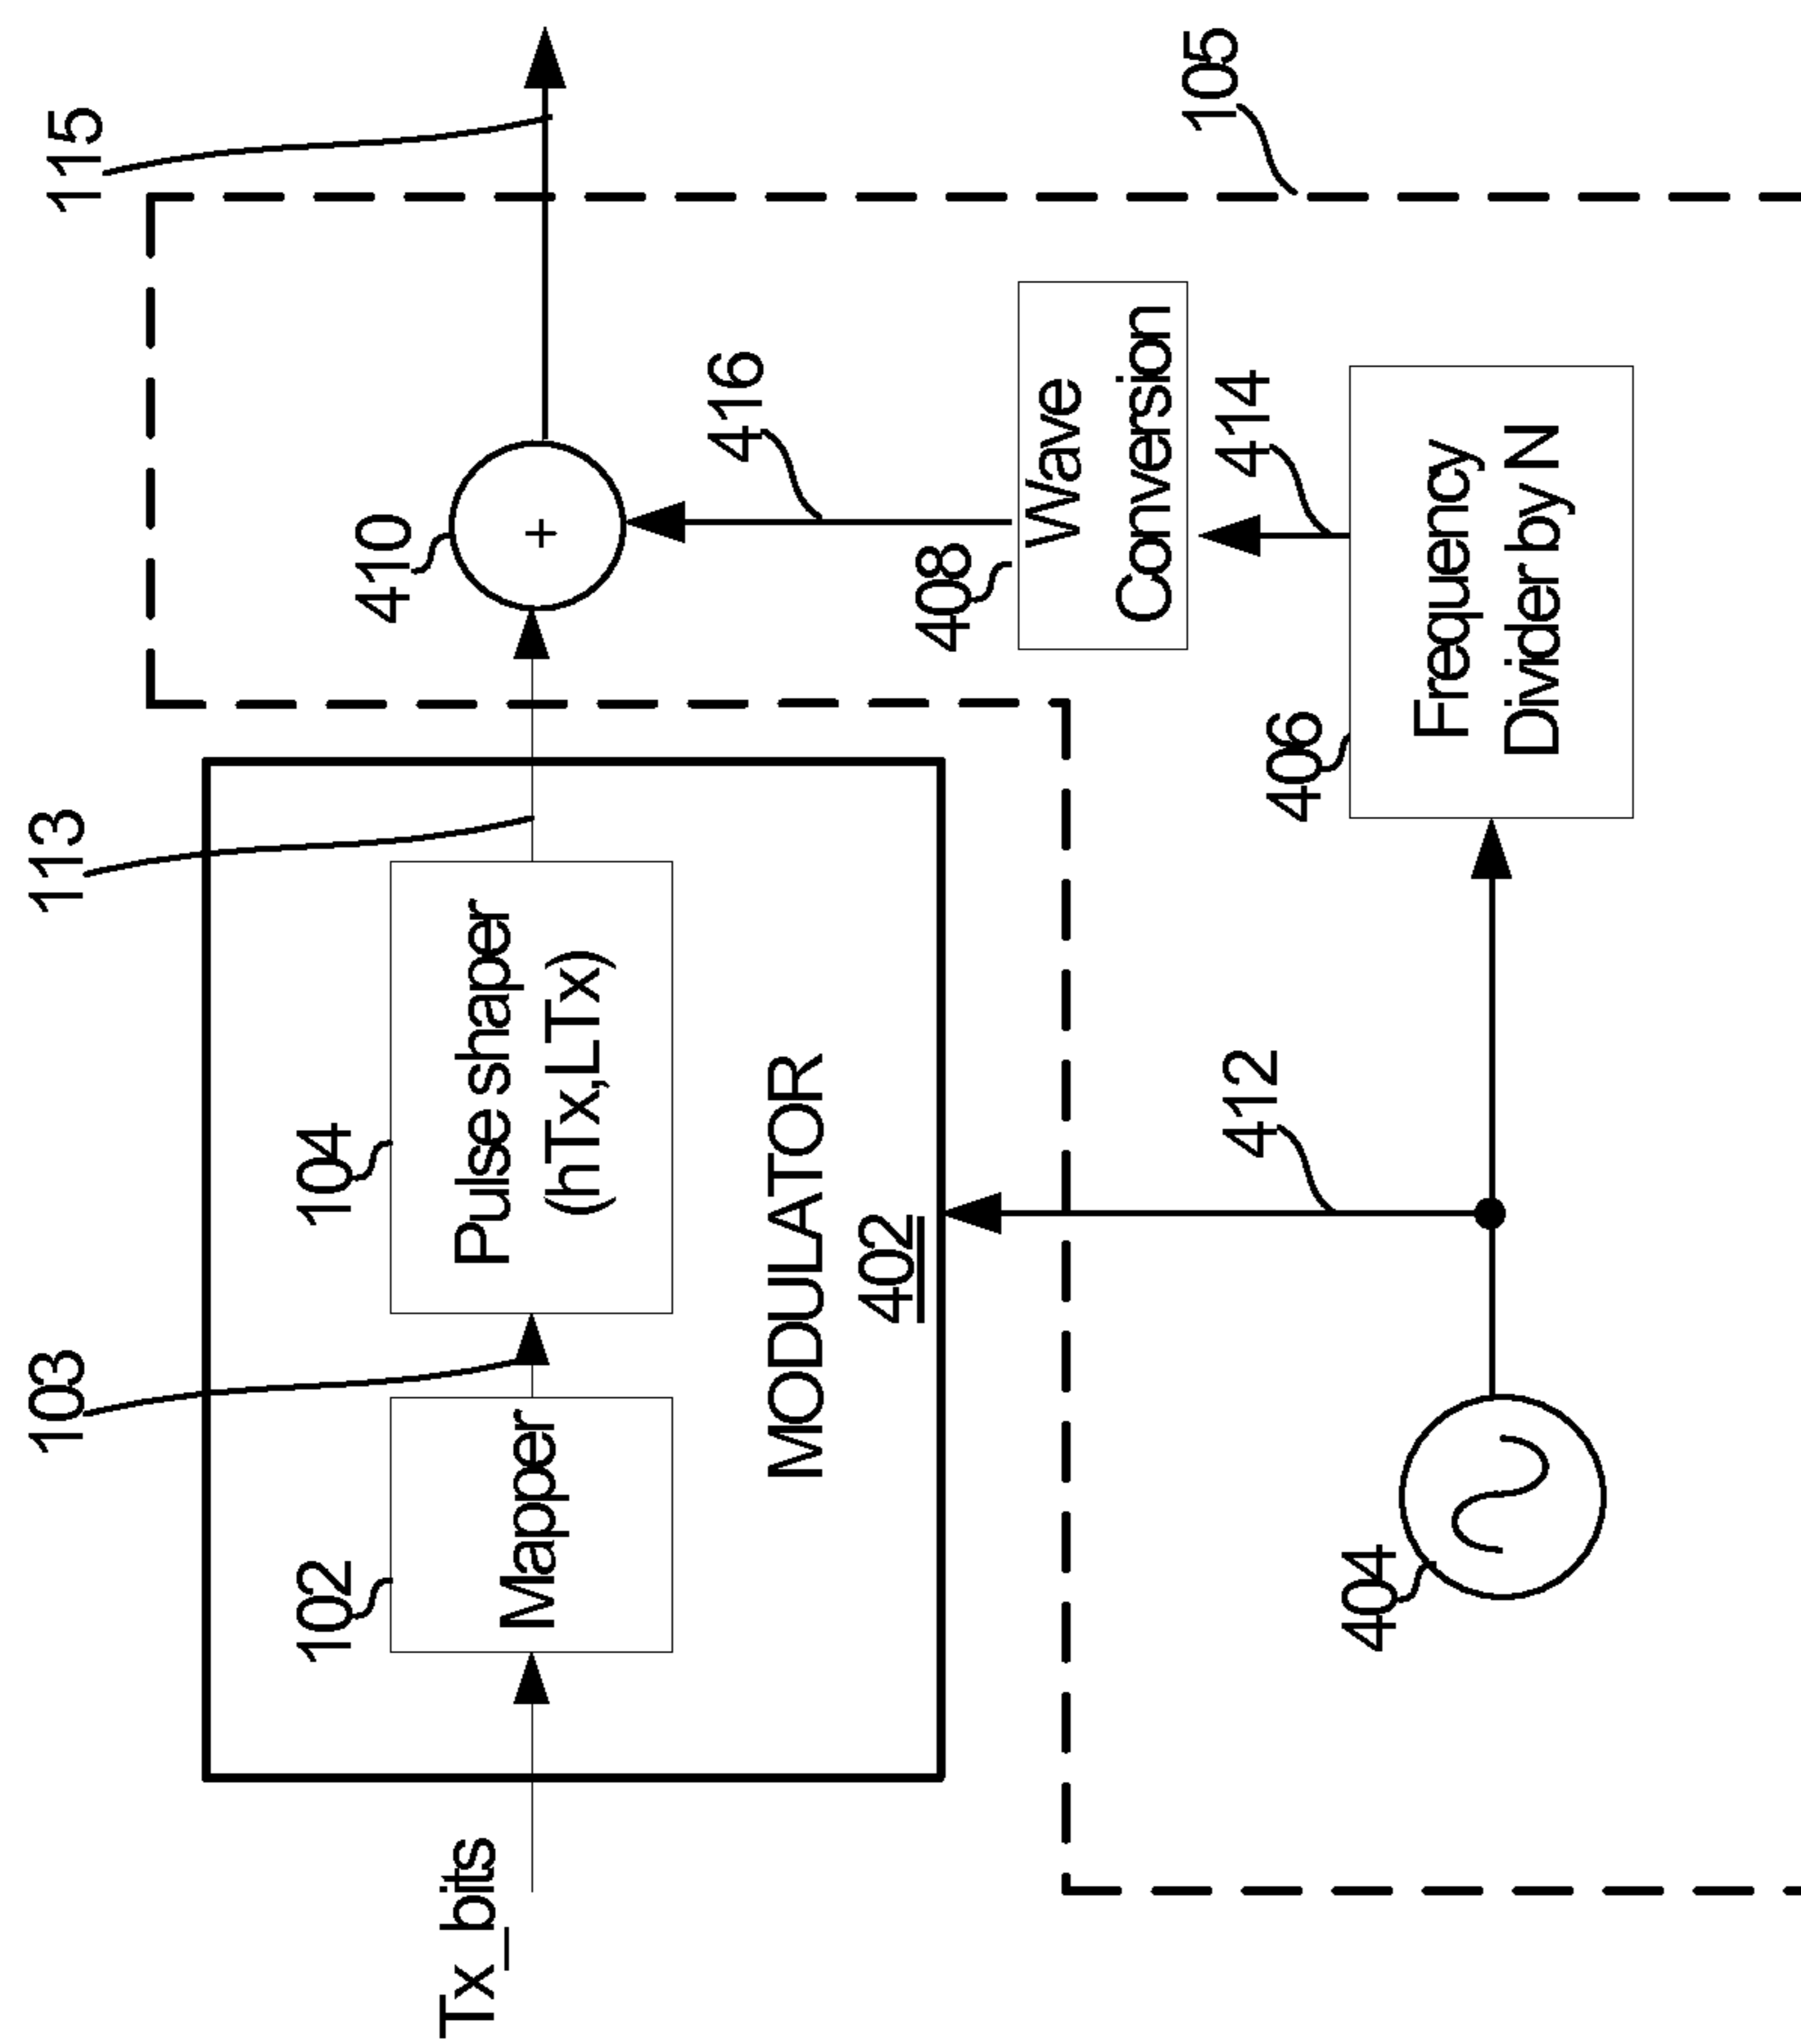 115
105
113
103
410
+
416
104
Pulse shaper
(hTx,LTx)
102
Mapper
Tx_bits
MODULATOR
402
408
Wave
Conversion
414
412
406
Frequency
Divider by N
404